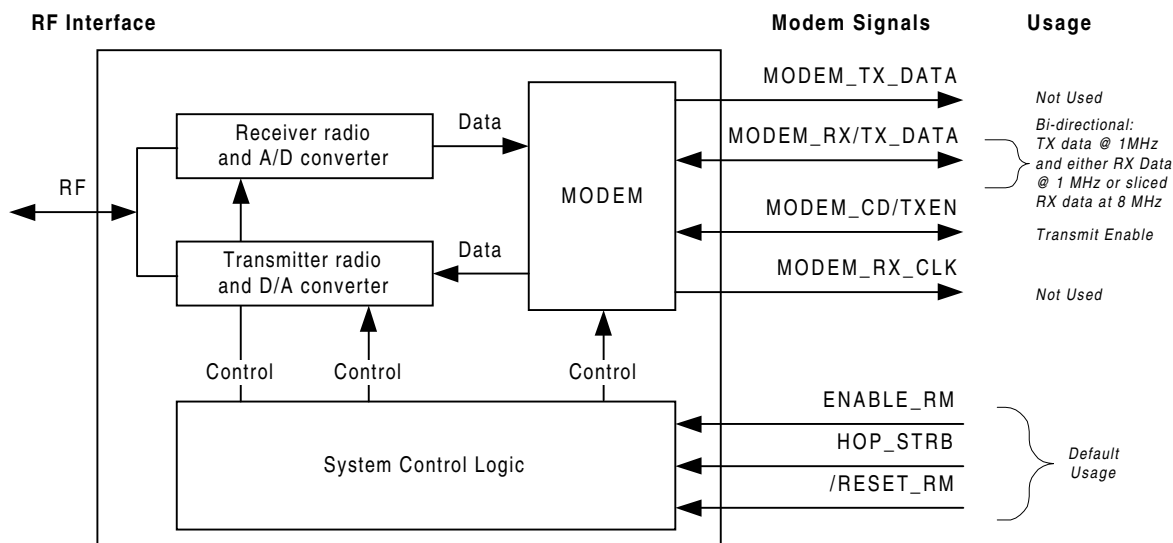 RF Interface
Modem Signals
Usage
MODEM_TX_DATA
Not Used
Receiver radio
and A/D converter
Data
MODEM_RX/TX_DATA
Bi-directional:
TX data @ 1MHz
and either RX Data
@ 1 MHz or sliced
RX data at 8 MHz
RF
MODEM
MODEM_CD/TXEN
Transmit Enable
Transmitter radio
and D/A converter
Data
MODEM_RX_CLK
Not Used
Control
Control
Control
ENABLE_RM
System Control Logic
HOP_STRB
/RESET_RM
Default
Usage